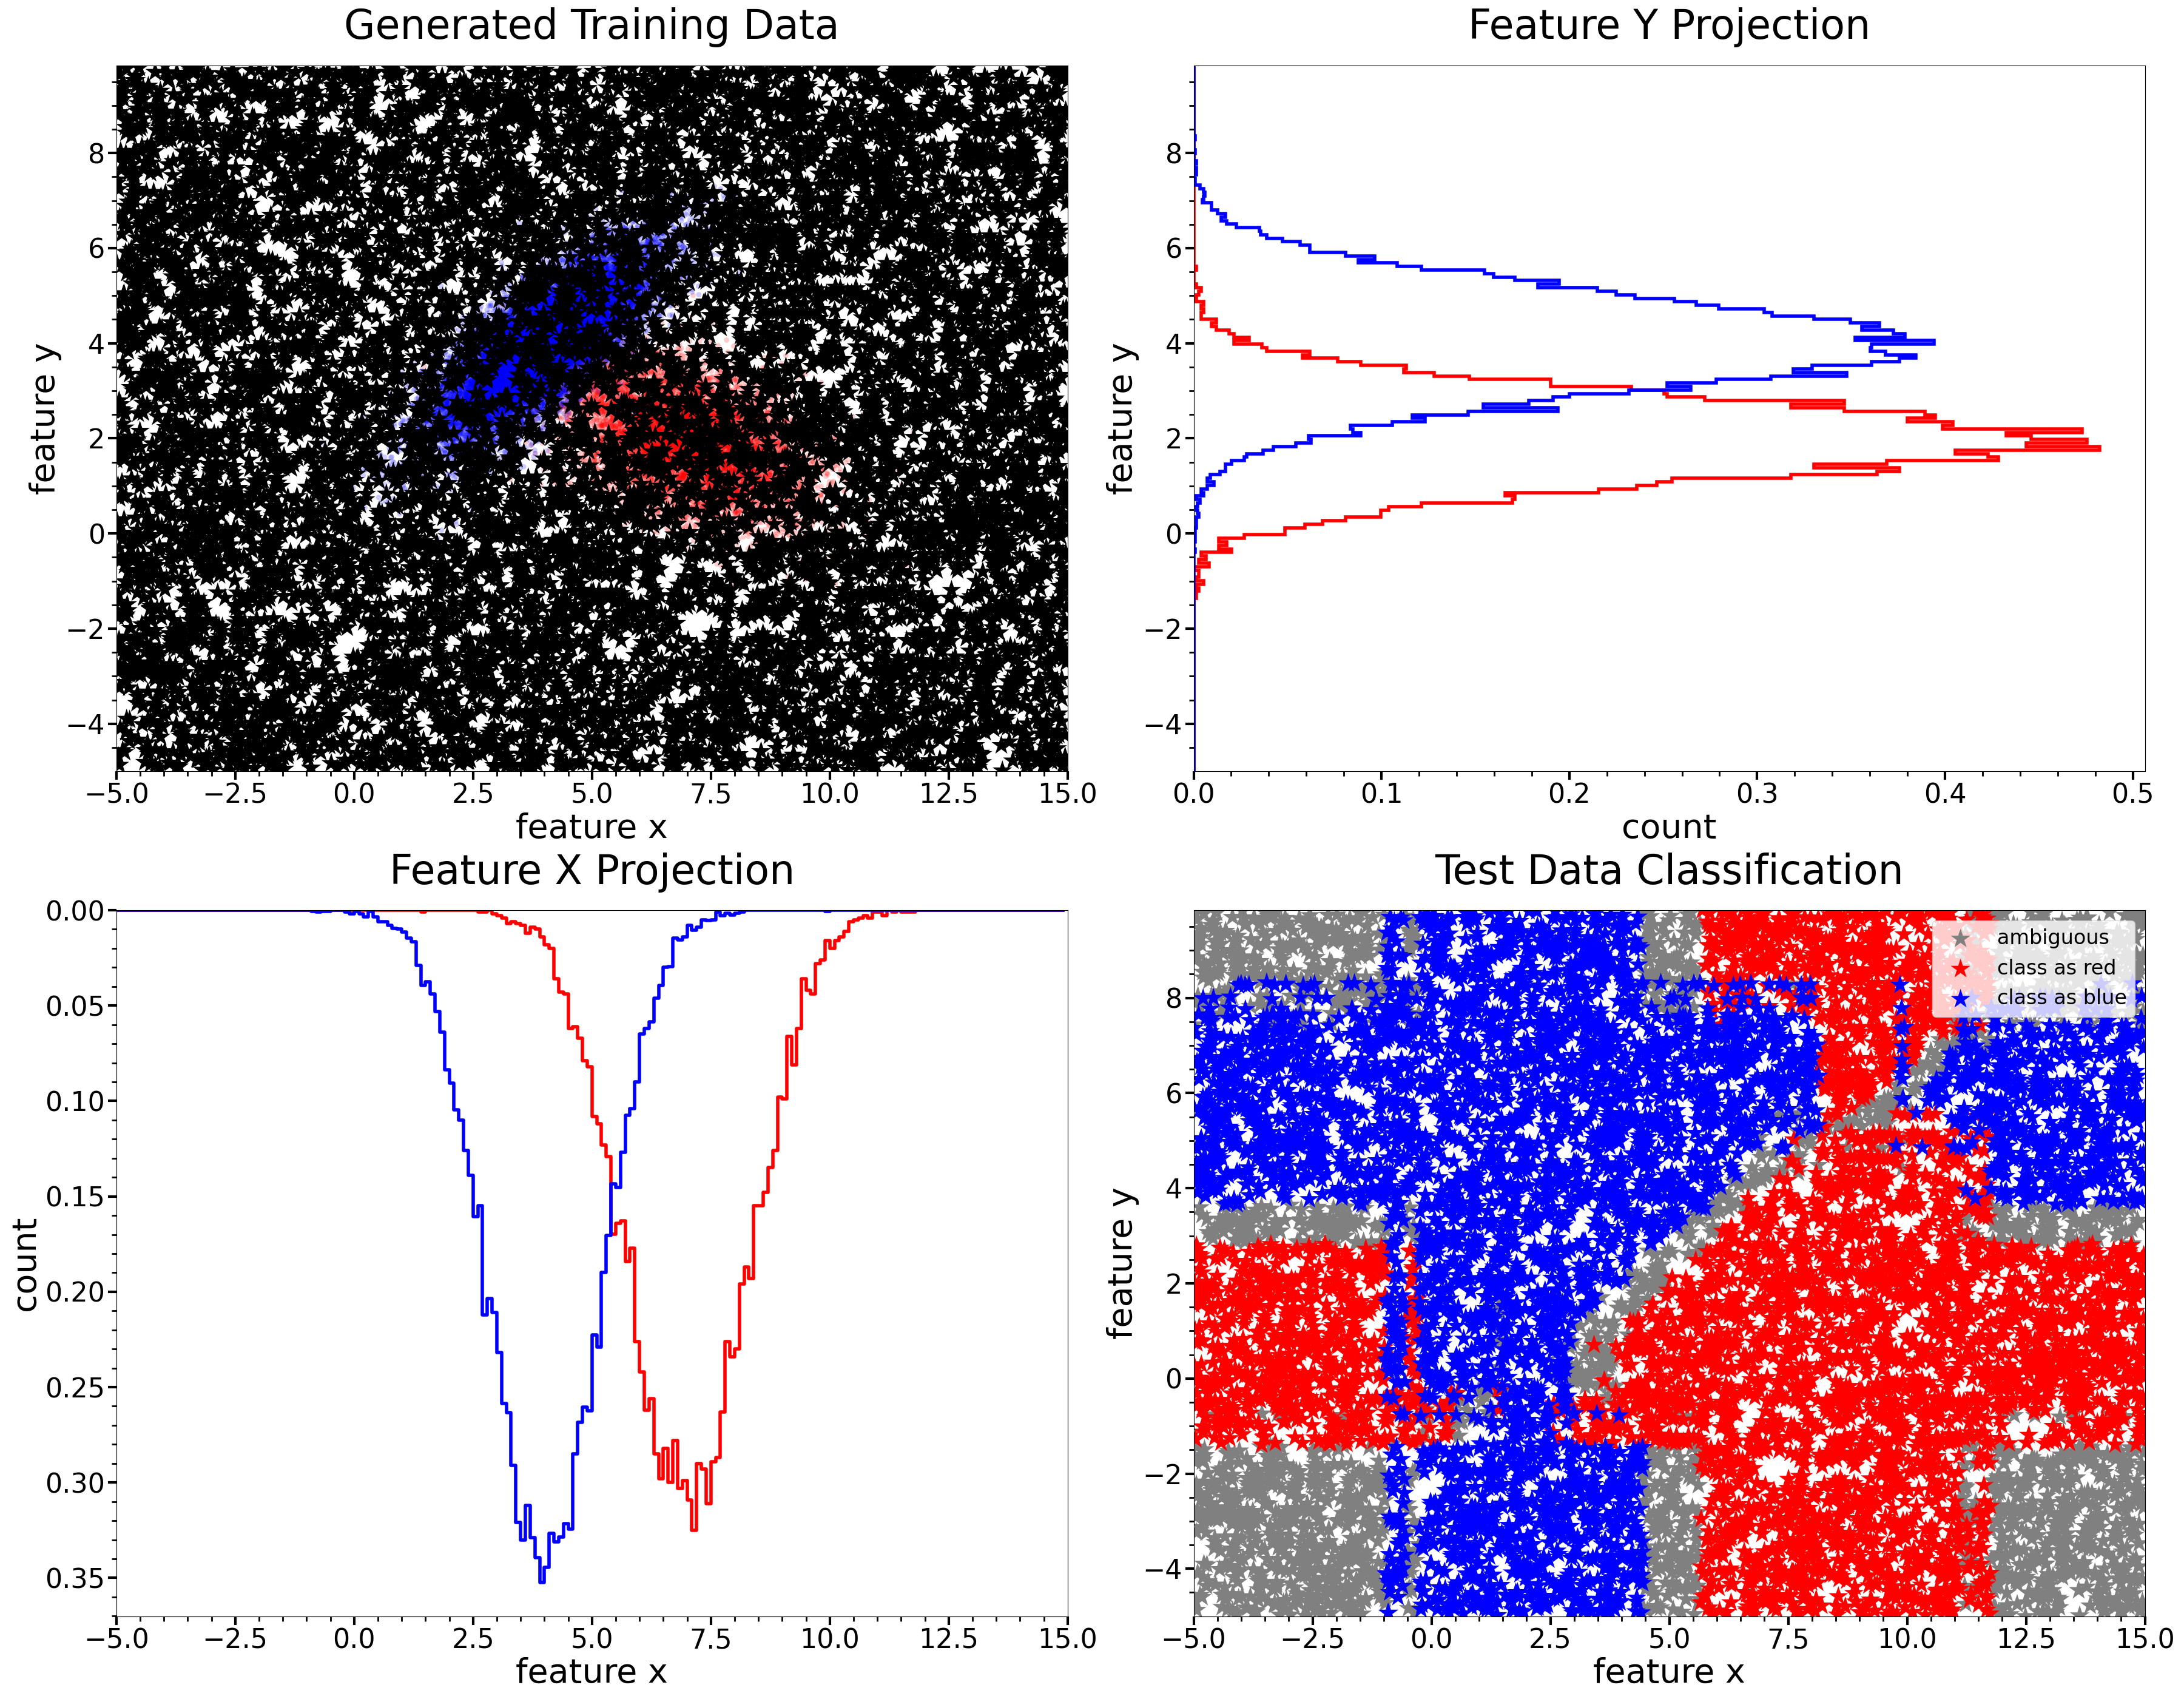 Generated Training Data
feature y
8
6
4
2
0
−2
−4
−5.0 −2.5 0.0 2.5 5.0 7.5 10.0 12.5 15.0
feature x
Feature Y Projection
feature y
8
6
4
2
0
−2
−4
0.0 0.1 0.2 0.3 0.4 0.5
count
Feature X Projection
count
0.00
0.05
0.10
0.15
0.20
0.25
0.30
0.35
−5.0 −2.5 0.0 2.5 5.0 7.5 10.0 12.5 15.0
feature x
Test Data Classification
feature y
8
6
4
2
0
−2
−4
ambiguous
class as red
class as blue
−5.0 −2.5 0.0 2.5 5.0 7.5 10.0 12.5 15.0
feature x